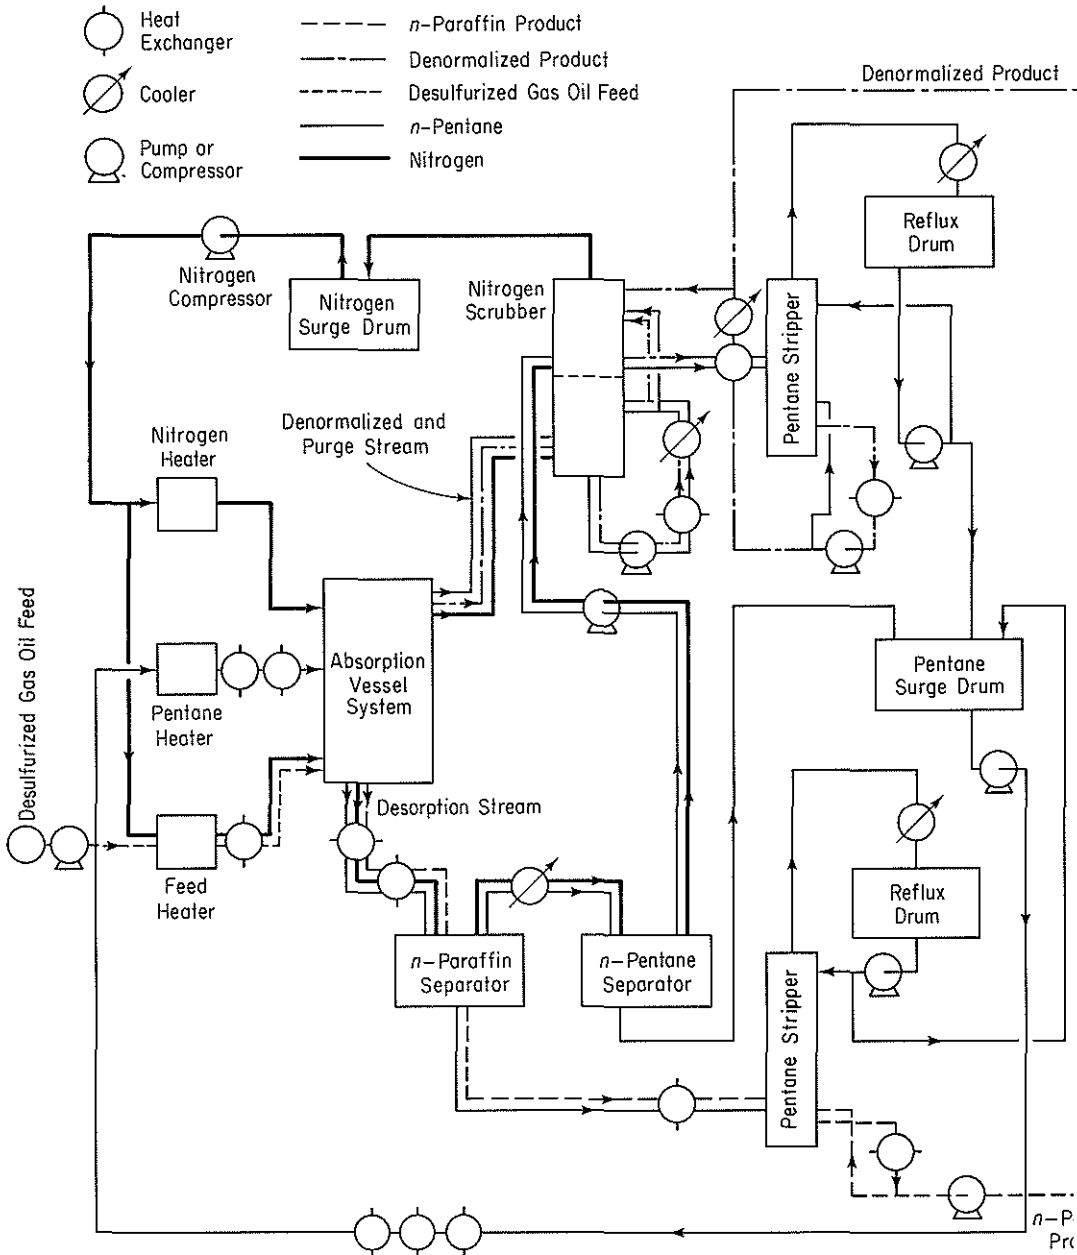 Heat
Exchanger
Cooler
Pump or
Compressor
n-Paraffin Product
Denormalized Product
Desulfurized Gas Oil Feed
n-Pentane
Nitrogen
Denormalized Product
Reflux
Drum
Nitrogen
Compressor
Nitrogen
Surge Drum
Nitrogen
Scrubber
Pentane Stripper
Denormalized and
Purge Stream
Nitrogen
Heater
Desulfurized Gas Oil Feed
Absorption
Vessel
System
Pentane
Heater
Pentane
Surge Drum
Desorption Stream
Feed
Heater
Reflux
Drum
n-Paraffin
Separator
n-Pentane
Separator
Pentane Stripper
n-P
Pro